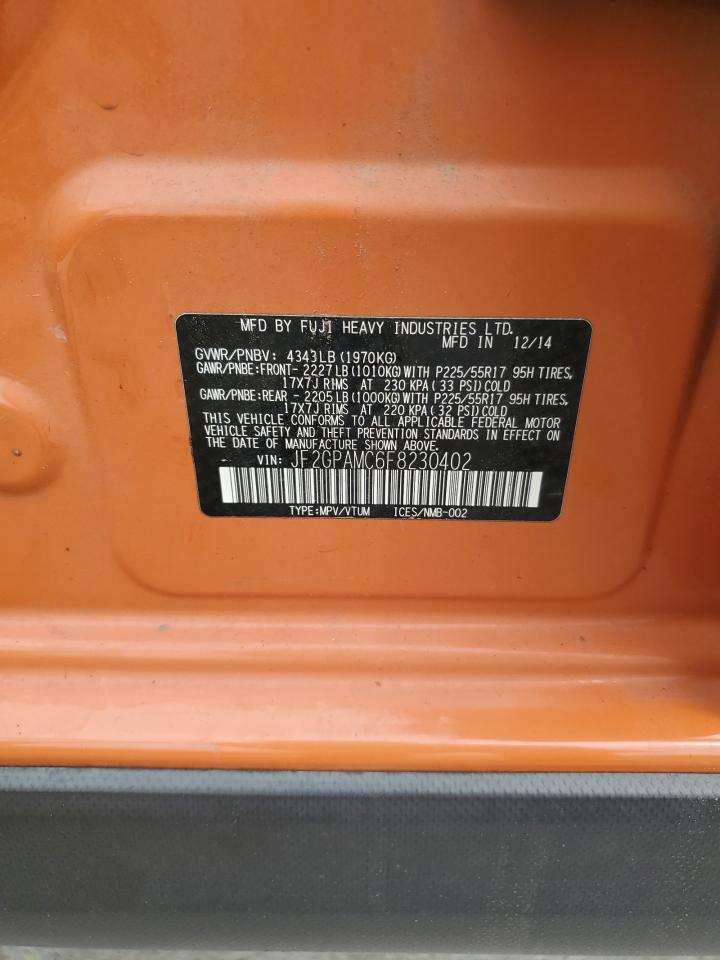 MFD BY FUJI HEAVY INDUSTRIES LTD.
MFD IN 12/14
GVWR/PNBV: 4343LB(1970KG)
GAWR/PNBE:FRONT- 2227LB(1010KG)WITH P225/55R17 95H TIRES,
17X7J RIMS AT 230 KPA(33 PSI)COLD
GAWR/PNBE:REAR - 2205LB(1000KG)WITH P225/55R17 95H TIRES,
17X7J RIMS AT 220 KPA(32 PSI)COLD
THIS VEHICLE CONFORMS TO ALL APPLICABLE FEDERAL MOTOR
VEHICLE SAFETY AND THEFT PREVENTION STANDARDS IN EFFECT ON
THE DATE OF MANUFACTURE SHOWN ABOVE.
VIN: JF2GPAMC6F8230402
TYPE:MPV/VTUM ICES/NMB-002